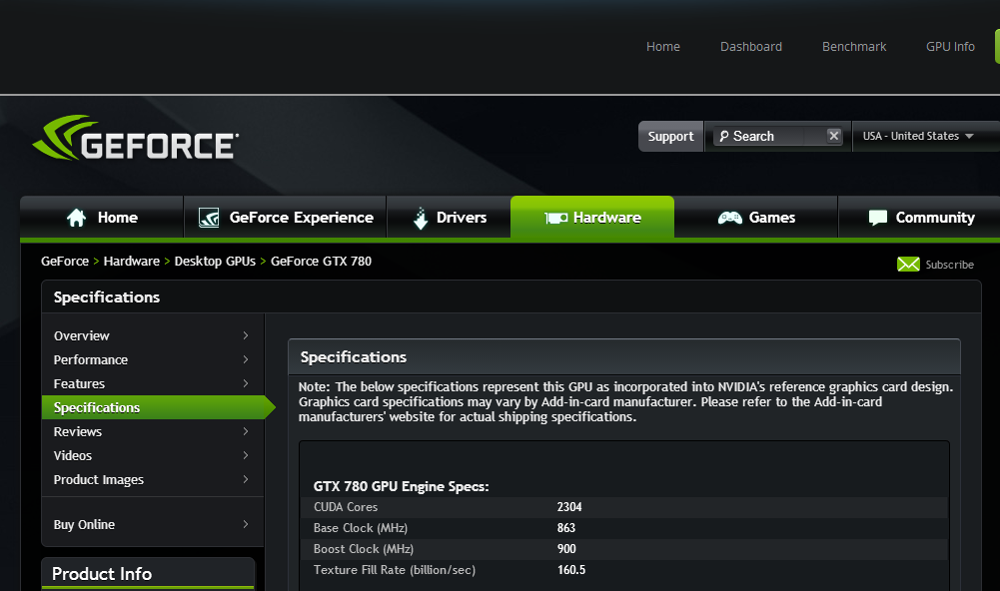 Home Dashboard Benchmark GPU Info
GEFORCE
Support Search USA - United States
Home GeForce Experience Drivers Hardware Games Community
GeForce > Hardware > Desktop GPUs > GeForce GTX 780
Subscribe
Specifications
Overview
Performance
Features
Specifications
Reviews
Videos
Product Images
Buy Online
Product Info
Specifications
Note: The below specifications represent this GPU as incorporated into NVIDIA's reference graphics card design.
Graphics card specifications may vary by Add-in-card manufacturer. Please refer to the Add-in-card
manufacturers' website for actual shipping specifications.
GTX 780 GPU Engine Specs:
CUDA Cores 2304
Base Clock (MHz) 863
Boost Clock (MHz) 900
Texture Fill Rate (billion/sec) 160.5